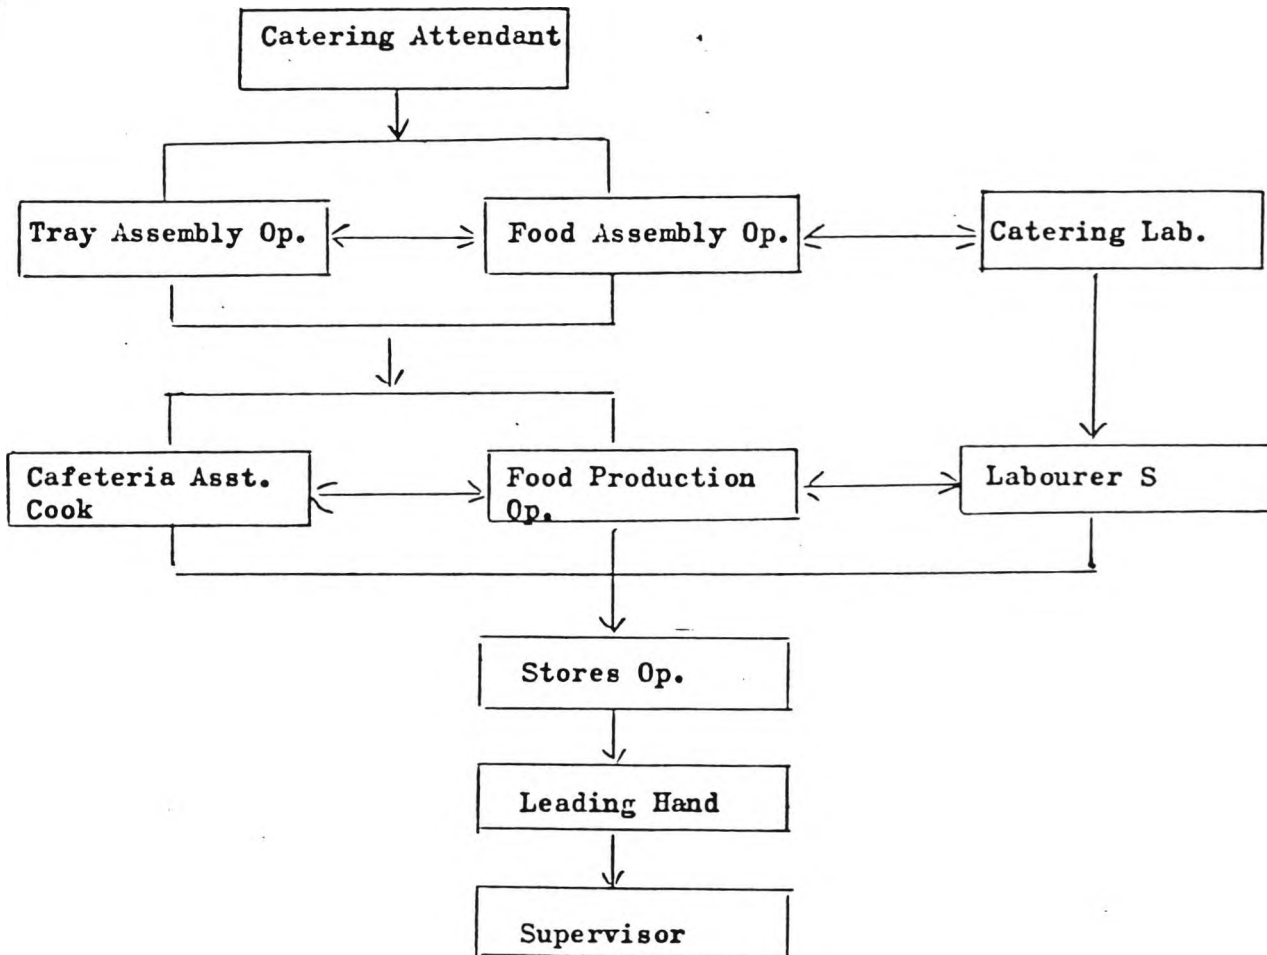 Catering Attendant
Tray Assembly Op.
Food Assembly Op.
Catering Lab.
Cafeteria Asst.
Cook
Food Production
Op.
Labourer S
Stores Op.
Leading Hand
Supervisor